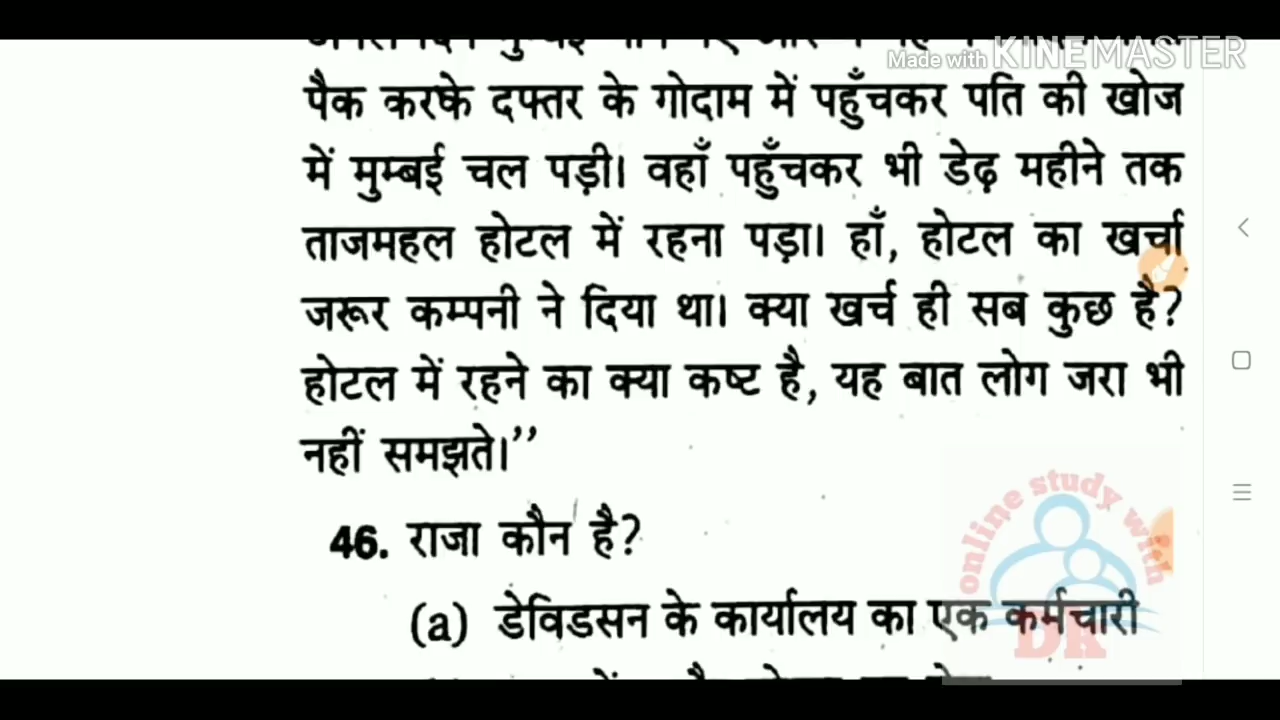 Made with KINEMASTER
पैक करके दफ्तर के गोदाम में पहुँचकर पति की खोज
में मुम्बई चल पड़ी। वहाँ पहुँचकर भी डेढ़ महीने तक
ताजमहल होटल में रहना पड़ा। हाँ, होटल का खर्चा
जरूर कम्पनी ने दिया था। क्या खर्च ही सब कुछ है?
होटल में रहने का क्या कष्ट है, यह बात लोग जरा भी
नहीं समझते।’’
46. राजा कौन है?
(a) डेविडसन के कार्यालय का एक कर्मचारी
online study with
DK